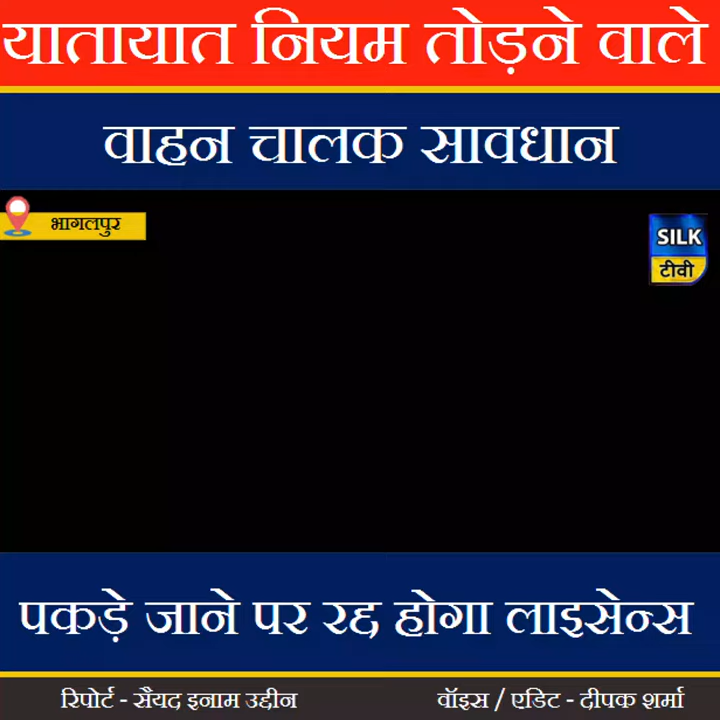 यातायात नियम तोड़ने वाले
वाहन चालक सावधान
भागलपुर
SILK
टीवी
पकड़े जाने पर रद्द होगा लाइसेन्स
रिपोर्ट - सैयद इनाम उद्दीन
वॉइस / एडिट - दीपक शर्मा